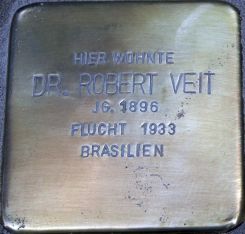 HIER WOHNTE
DR. ROBERT VEIT
JG. 1896
FLUCHT 1933
BRASILIEN